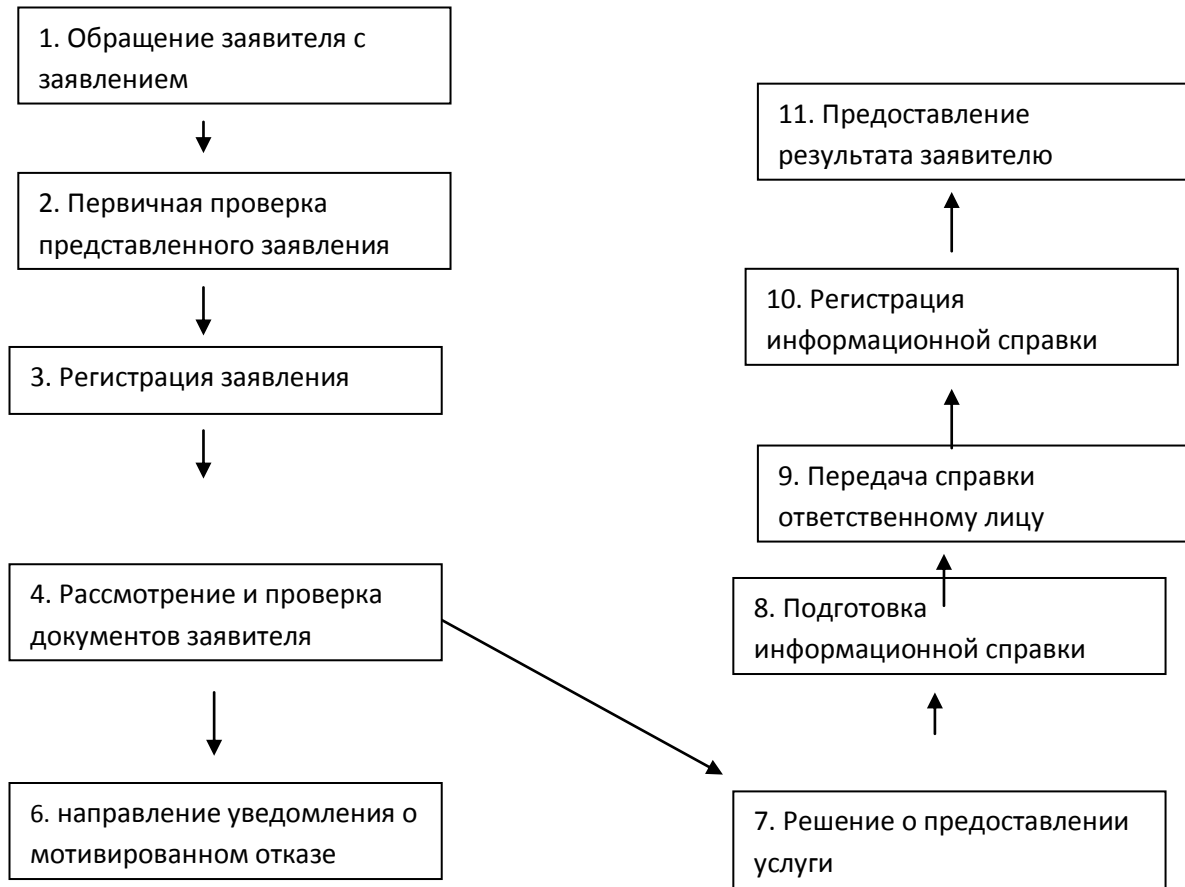 1. Обращение заявителя с
заявлением
2. Первичная проверка
представленного заявления
3. Регистрация заявления
4. Рассмотрение и проверка
документов заявителя
6. направление уведомления о
мотивированном отказе
7. Решение о предоставлении
услуги
8. Подготовка
информационной справки
9. Передача справки
ответственному лицу
10. Регистрация
информационной справки
11. Предоставление
результата заявителю